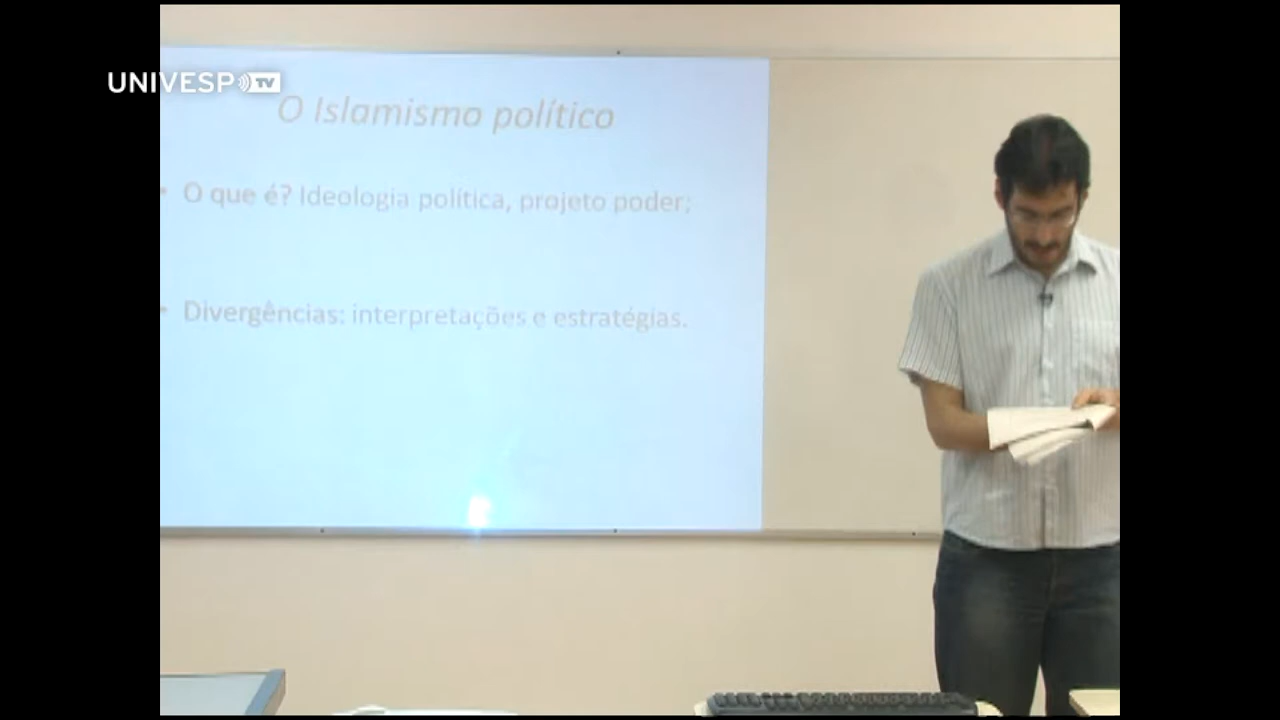 UNIVESP TV
O Islamismo político
• O que é? Ideologia política, projeto poder;
• Divergências: interpretações e estratégias.